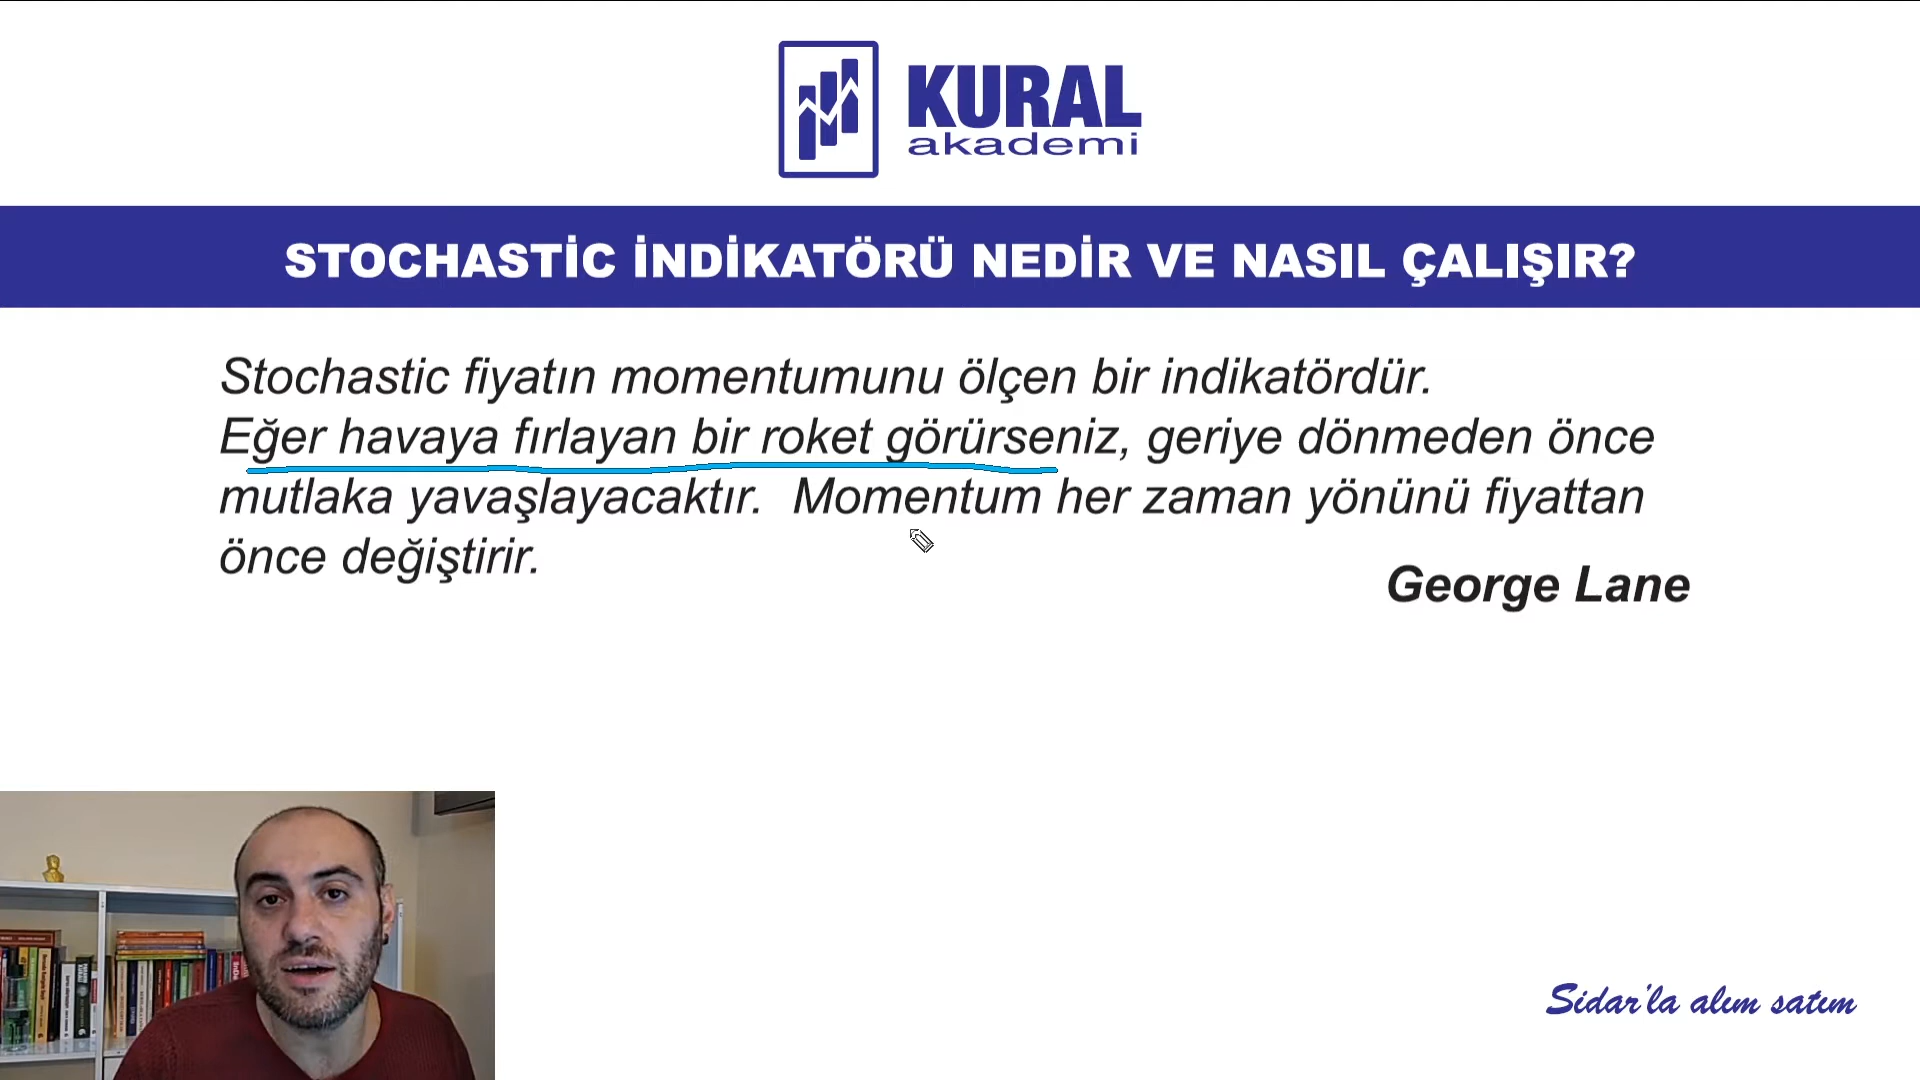 KURAL
akademi
STOCHASTİC İNDİKATÖRÜ NEDİR VE NASIL ÇALIŞIR?
Stochastic fiyatın momentumunu ölçen bir indikatördür.
Eğer havaya fırlayan bir roket görürseniz, geriye dönmeden önce
mutlaka yavaşlayacaktır.  Momentum her zaman yönünü fiyattan
önce değiştirir.
George Lane
Sidar'la alım satım